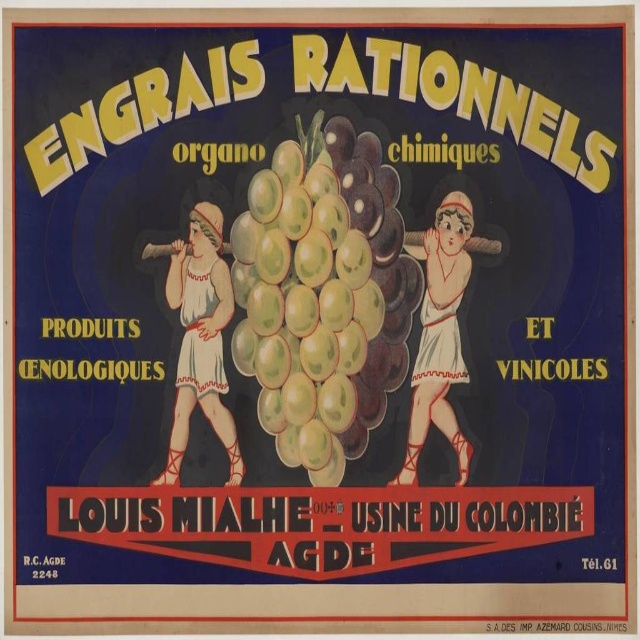 ENGRAIS RATIONNELS
organo chimiques
PRODUITS ET
ŒNOLOGIQUES VINICOLES
LOUIS MIALHE _ USINE DU COLOMBIÉ
AGDE
R.C. AGDE
2248
Tél. 61
S.A. DES IMP. AZÉMARD COUSINS. NIMES